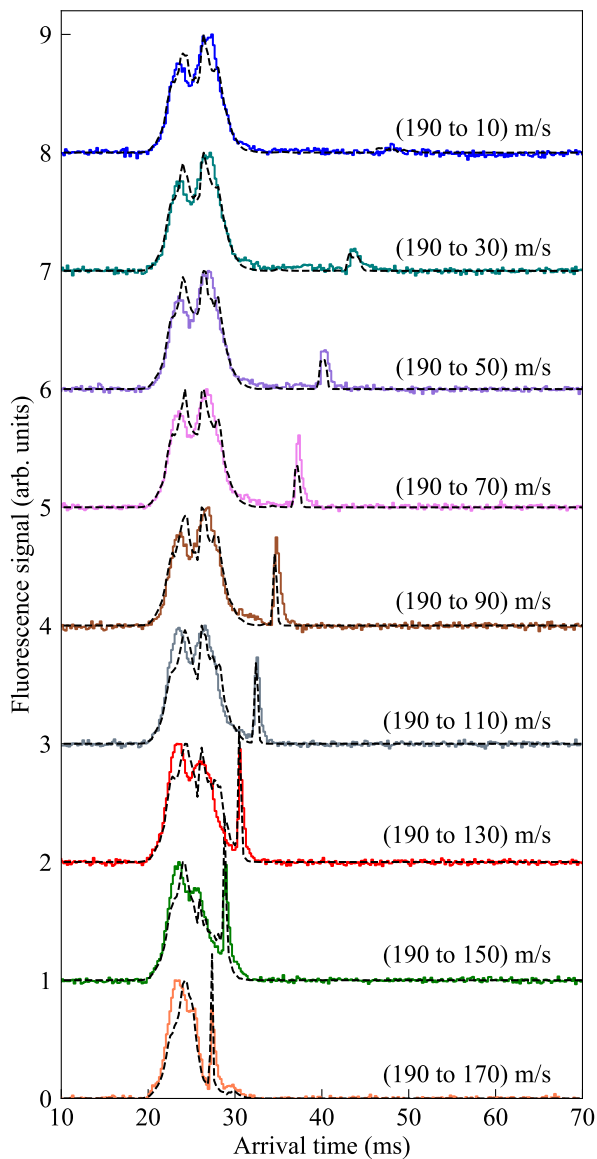 9
(190 to 10) m/s
8
(190 to 30) m/s
7
(190 to 50) m/s
6
(190 to 70) m/s
5
(190 to 90) m/s
4
(190 to 110) m/s
3
(190 to 130) m/s
2
(190 to 150) m/s
1
(190 to 170) m/s
0
Fluorescence signal (arb. units)
10 20 30 40 50 60 70
Arrival time (ms)